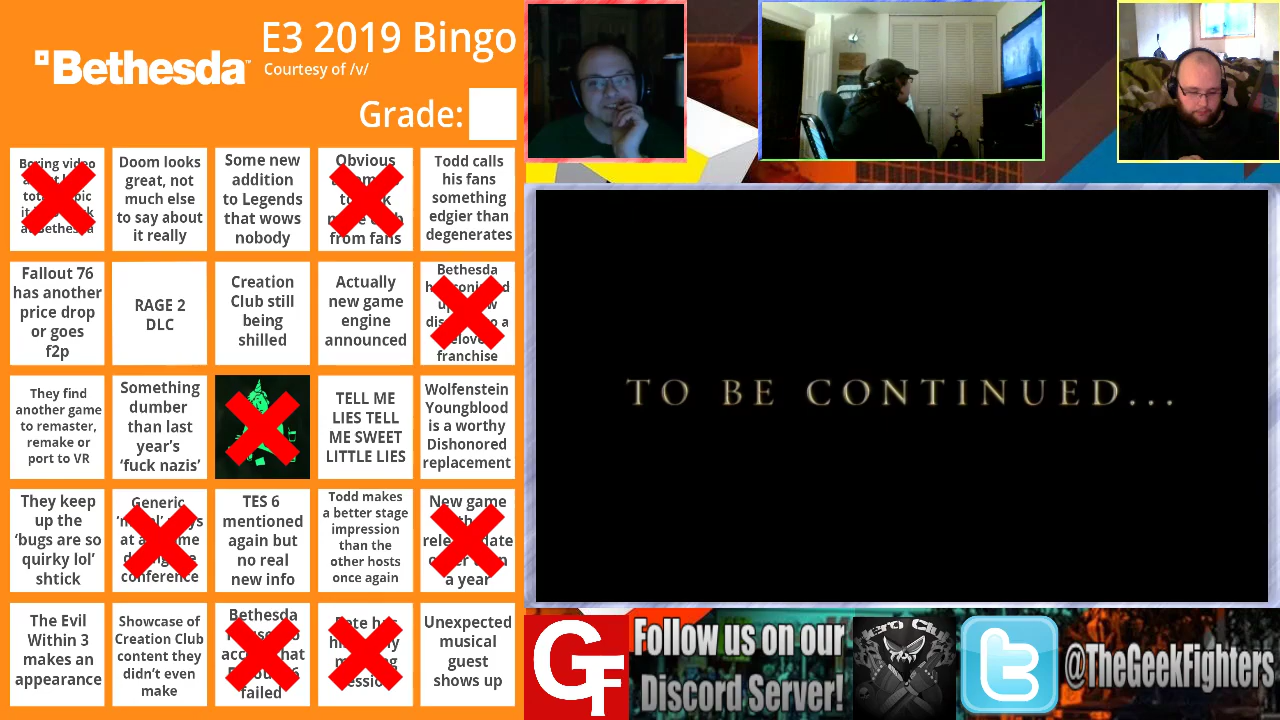 E3 2019 Bingo
Bethesda
Courtesy of /v/
Grade:
Boring video
Doom looks
great, not
much else
to say about
it really
Some new
addition
to Legends
that wows
nobody
Obvious
from fans
Todd calls
his fans
something
edgier than
degenerates
Fallout 76
has another
price drop
or goes
f2p
RAGE 2
DLC
Creation
Club still
being
shilled
Actually
new game
engine
announced
Bethesda
franchise
They find
another game
to remaster,
remake or
port to VR
Something
dumber
than last
year's
'fuck nazis'
TELL ME
LIES TELL
ME SWEET
LITTLE LIES
Wolfenstein
Youngblood
is a worthy
Dishonored
replacement
They keep
up the
'bugs are so
quirky lol'
shtick
Generic
conference
TES 6
mentioned
again but
no real
new info
Todd makes
a better stage
impression
than the
other hosts
once again
New game
a year
The Evil
Within 3
makes an
appearance
Showcase of
Creation Club
content they
didn't even
make
Bethesda
failed
Unexpected
musical
guest
shows up
TO BE CONTINUED...
GF
Follow us on our
Discord Server!
@TheGeekFighters